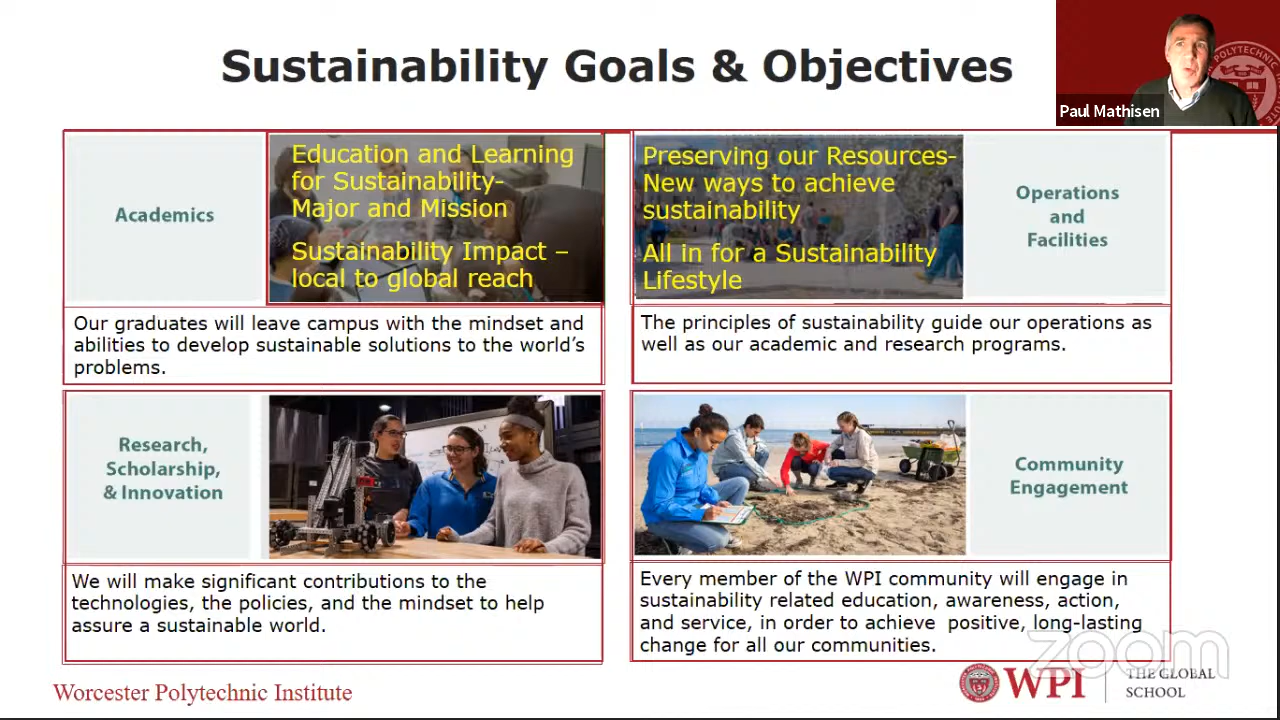 Sustainability Goals & Objectives
Paul Mathisen
POLYTECHNIC
Academics
Education and Learning
for Sustainability-
Major and Mission
Sustainability Impact –
local to global reach
Preserving our Resources-
New ways to achieve
sustainability
All in for a Sustainability
Lifestyle
Operations
and
Facilities
Our graduates will leave campus with the mindset and
abilities to develop sustainable solutions to the world’s
problems.
The principles of sustainability guide our operations as
well as our academic and research programs.
Research,
Scholarship,
& Innovation
Community
Engagement
We will make significant contributions to the
technologies, the policies, and the mindset to help
assure a sustainable world.
Every member of the WPI community will engage in
sustainability related education, awareness, action,
and service, in order to achieve positive, long-lasting
change for all our communities.
zoom
Worcester Polytechnic Institute
WPI
THE GLOBAL
SCHOOL